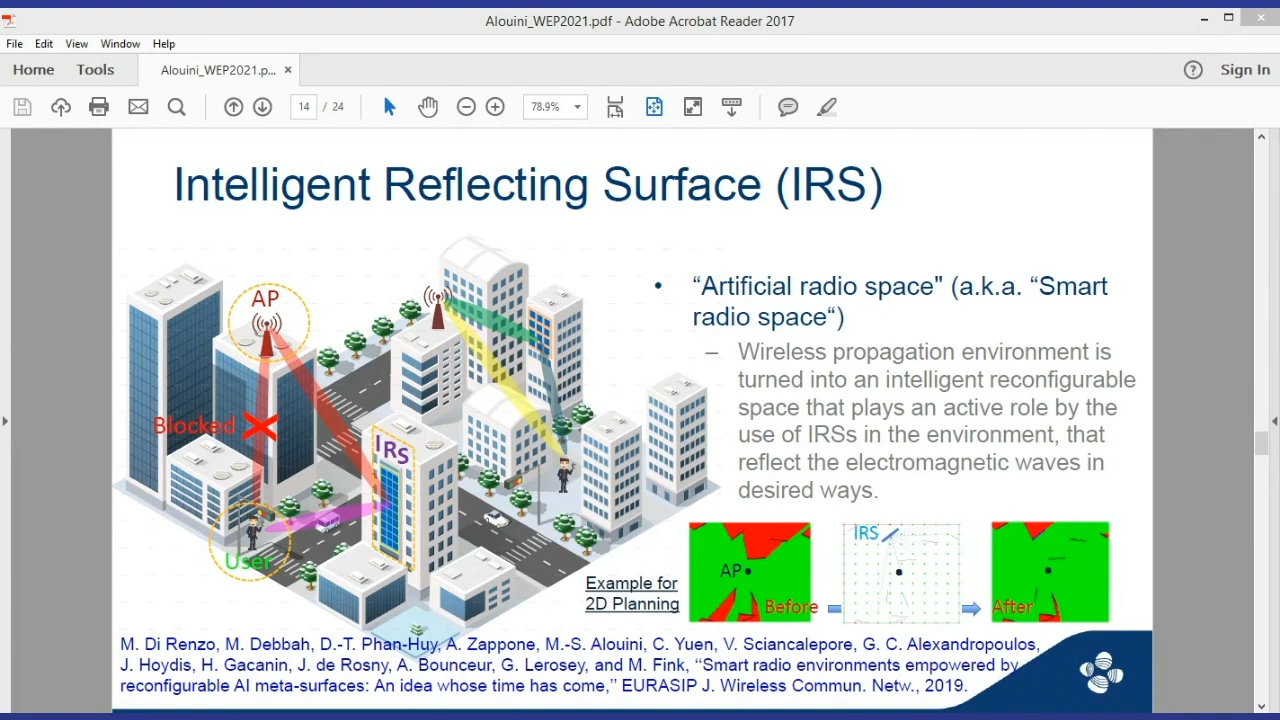 Alouini_WEP2021.pdf - Adobe Acrobat Reader 2017
File Edit View Window Help
Home Tools Alouini_WEP2021.p... × Sign In
14 / 24 78.9%
Intelligent Reflecting Surface (IRS)
AP
Blocked
IRS
User
• “Artificial radio space" (a.k.a. “Smart
radio space“)
– Wireless propagation environment is
turned into an intelligent reconfigurable
space that plays an active role by the
use of IRSs in the environment, that
reflect the electromagnetic waves in
desired ways.
Example for
2D Planning
AP
Before
IRS
After
M. Di Renzo, M. Debbah, D.-T. Phan-Huy, A. Zappone, M.-S. Alouini, C. Yuen, V. Sciancalepore, G. C. Alexandropoulos,
J. Hoydis, H. Gacanin, J. de Rosny, A. Bounceur, G. Lerosey, and M. Fink, “Smart radio environments empowered by
reconfigurable AI meta-surfaces: An idea whose time has come,” EURASIP J. Wireless Commun. Netw., 2019.